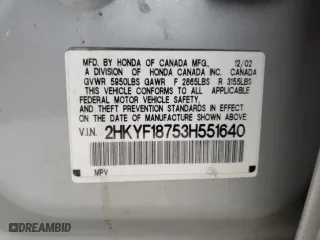 MFD. BY HONDA OF CANADA MFG., 12/02
A DIVISION OF HONDA CANADA INC. CANADA
GVWR 5950LBS GAWR F 2865LBS R 3155LBS
THIS VEHICLE CONFORMS TO ALL APPLICABLE
FEDERAL MOTOR VEHICLE SAFETY STANDARDS,
AND THEFT PREVENTION STANDARDS IN EFFECT ON
THE DATE OF MANUFACTURE SHOWN ABOVE.
V.I.N. 2HKYF18753H551640
MPV
DREAMBID